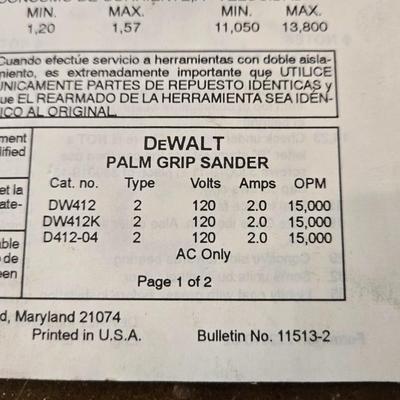 MIN. MAX. MIN. MAX.
1,20 1,57 11,050 13,800
Cuando efectúe servicio a herramientas con doble aisla-
miento, es extremadamente importante que UTILICE
UNICAMENTE PARTES DE REPUESTO IDÉNTICAS y
que EL REARMADO DE LA HERRAMIENTA SEA IDÉN-
ICO AL ORIGINAL.
DEWALT
PALM GRIP SANDER
Cat. no. Type Volts Amps OPM
DW412 2 120 2.0 15,000
DW412K 2 120 2.0 15,000
D412-04 2 120 2.0 15,000
AC Only
Page 1 of 2
d, Maryland 21074
Printed in U.S.A. Bulletin No. 11513-2